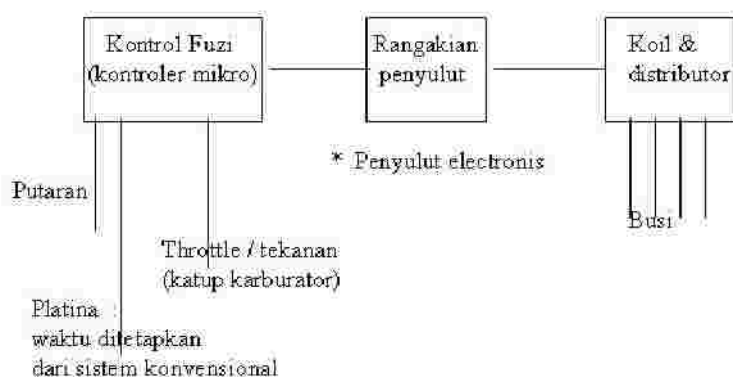 Kontrol Fuzi
(kontroler mikro)
Rangakian
penyulut
Koil &
distributor
* Penyulut electronis
Putaran
Busi
Throttle / tekanan
(katup karburator)
Platina :
waktu ditetapkan
dari sistem konvensional